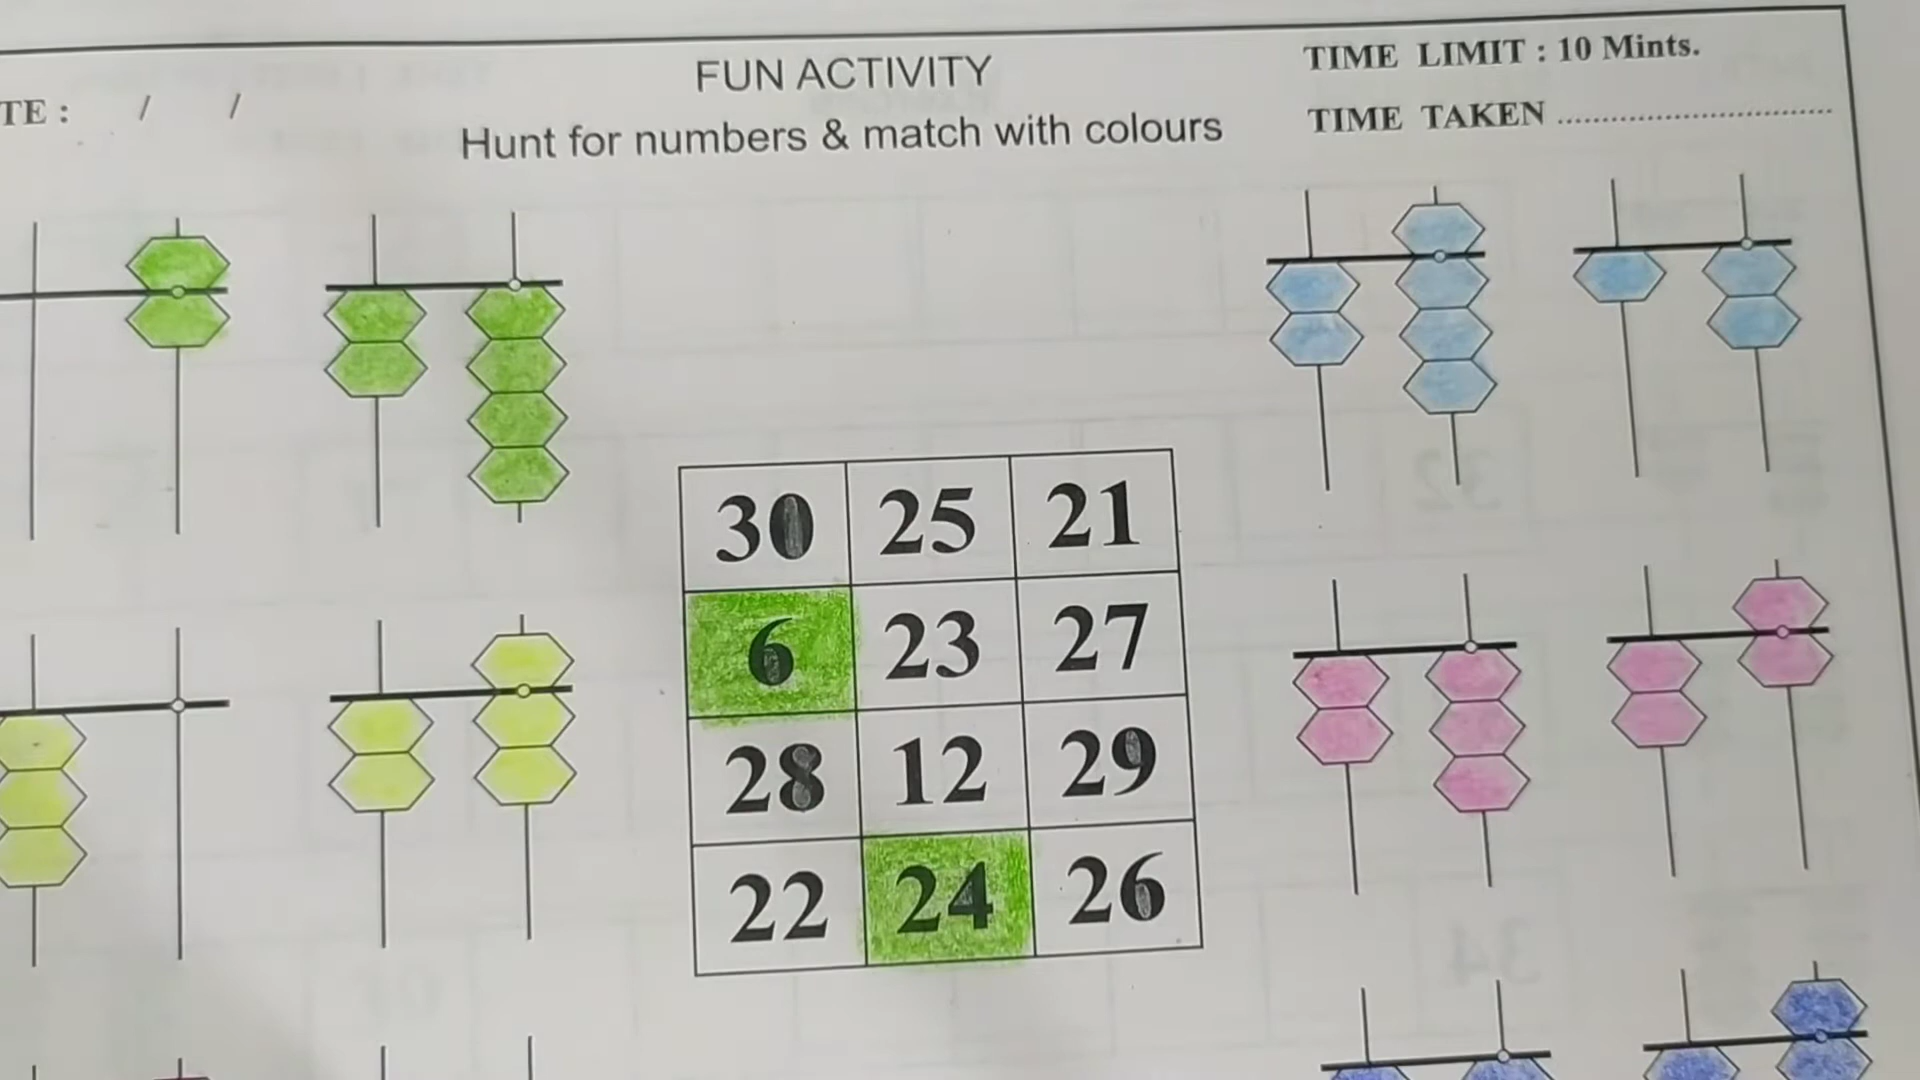 FUN ACTIVITY
Hunt for numbers & match with colours
TIME LIMIT : 10 Mints.
TIME TAKEN ..............................
TE : / /
30 25 21
6 23 27
28 12 29
22 24 26